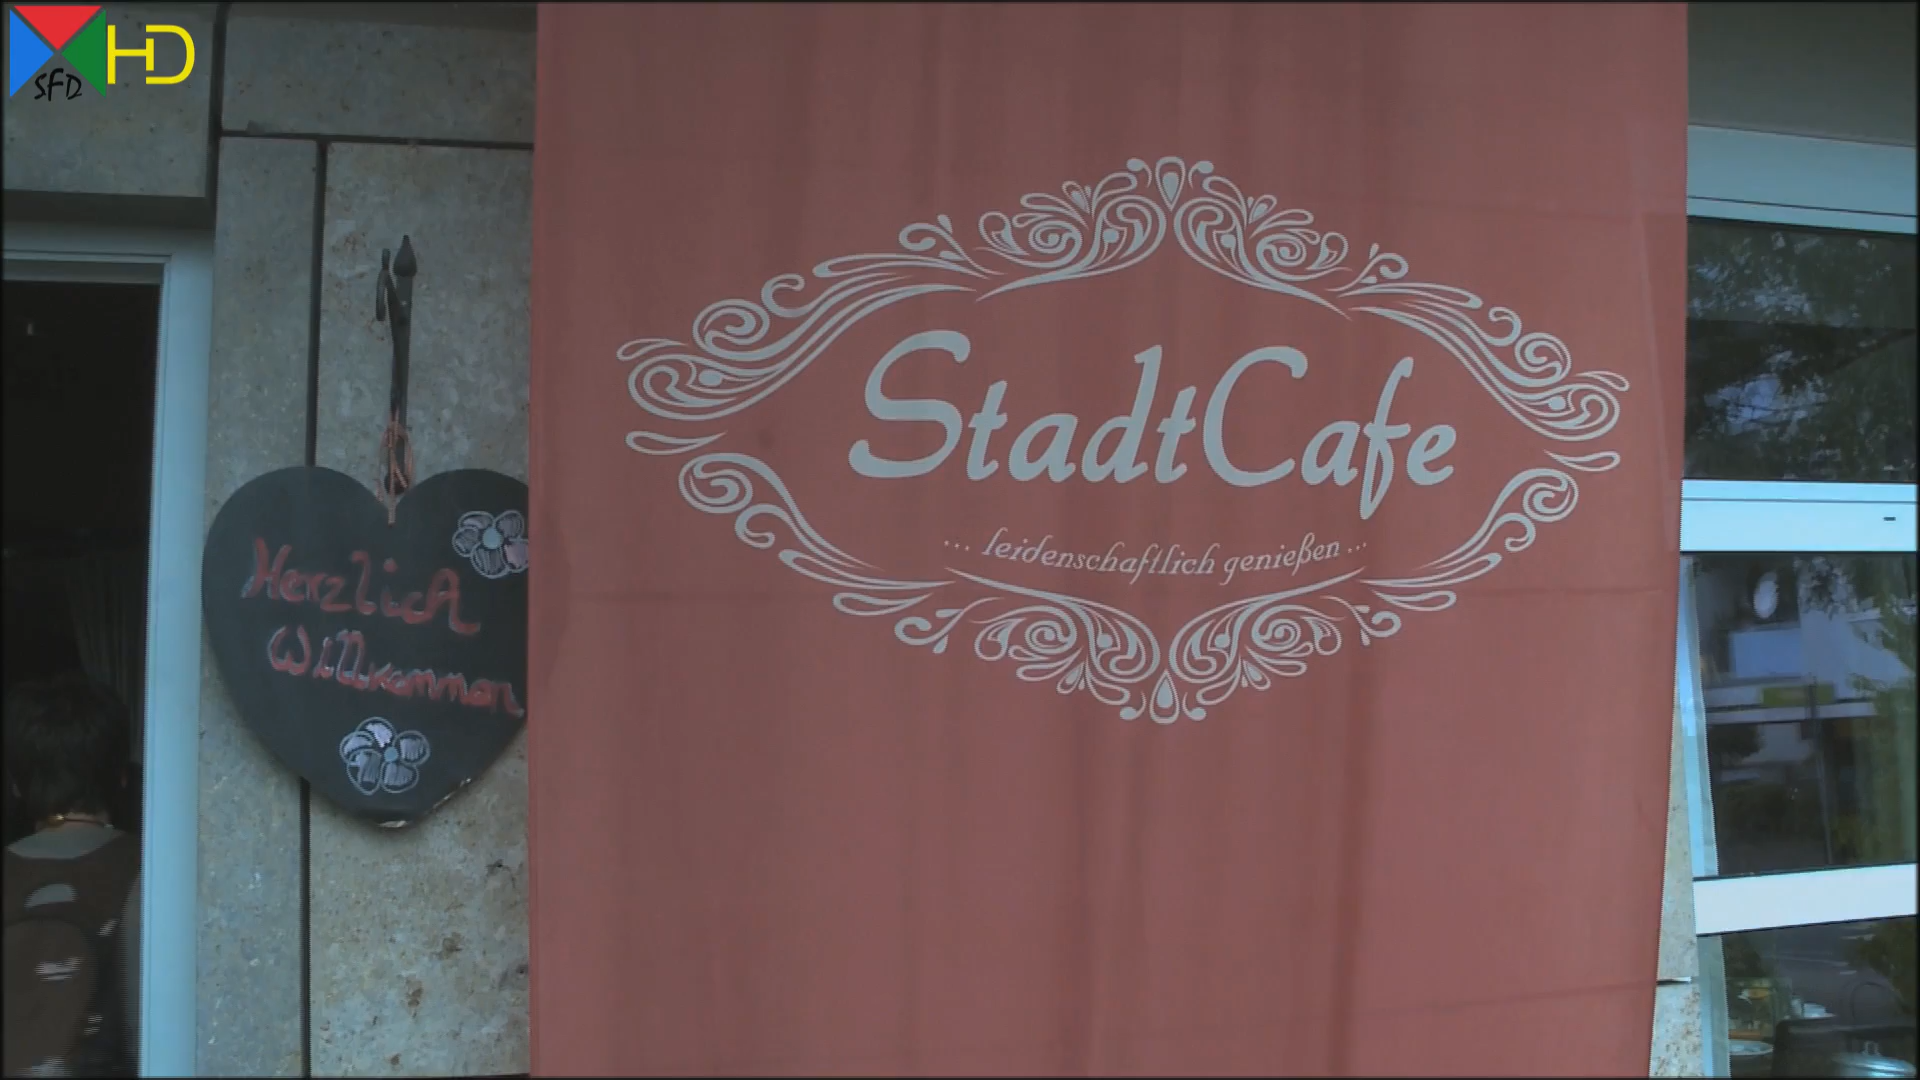 SFD HD
StadtCafe
... leidenschaftlich genießen ...
Herzlich
Willkommen